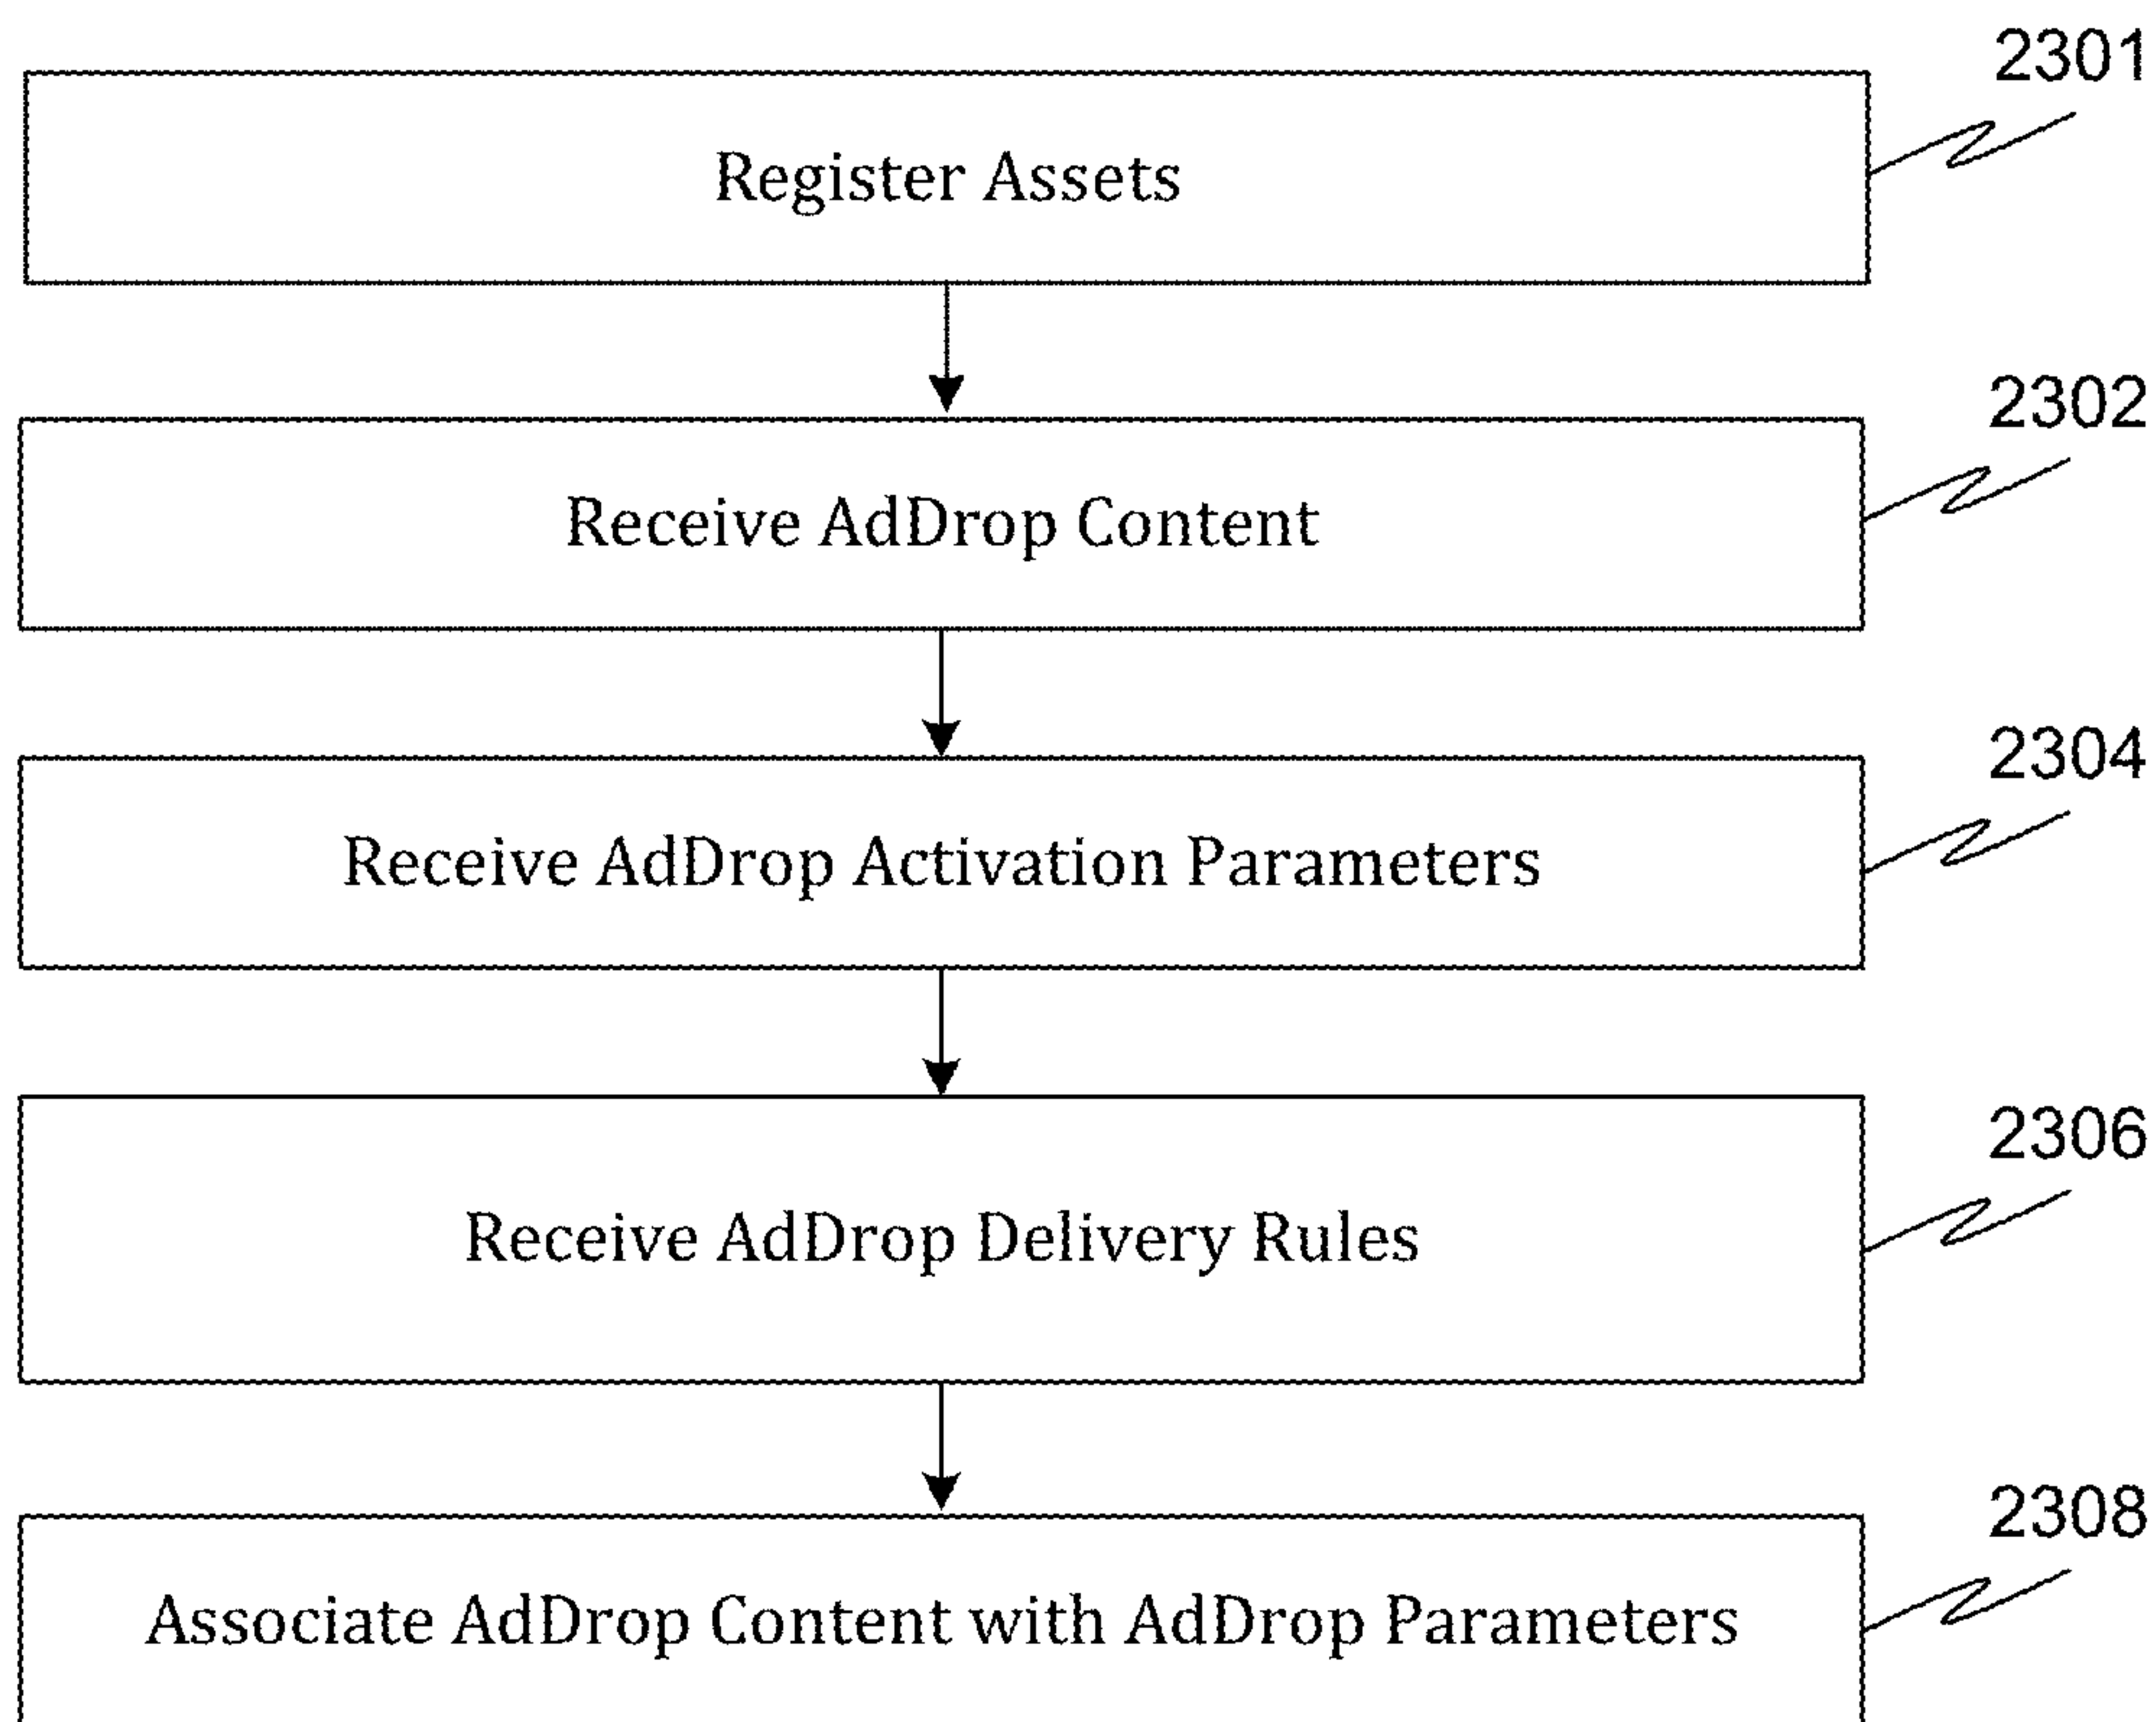 2301
Register Assets
2302
Receive AdDrop Content
2304
Receive AdDrop Activation Parameters
2306
Receive AdDrop Delivery Rules
2308
Associate AdDrop Content with AdDrop Parameters